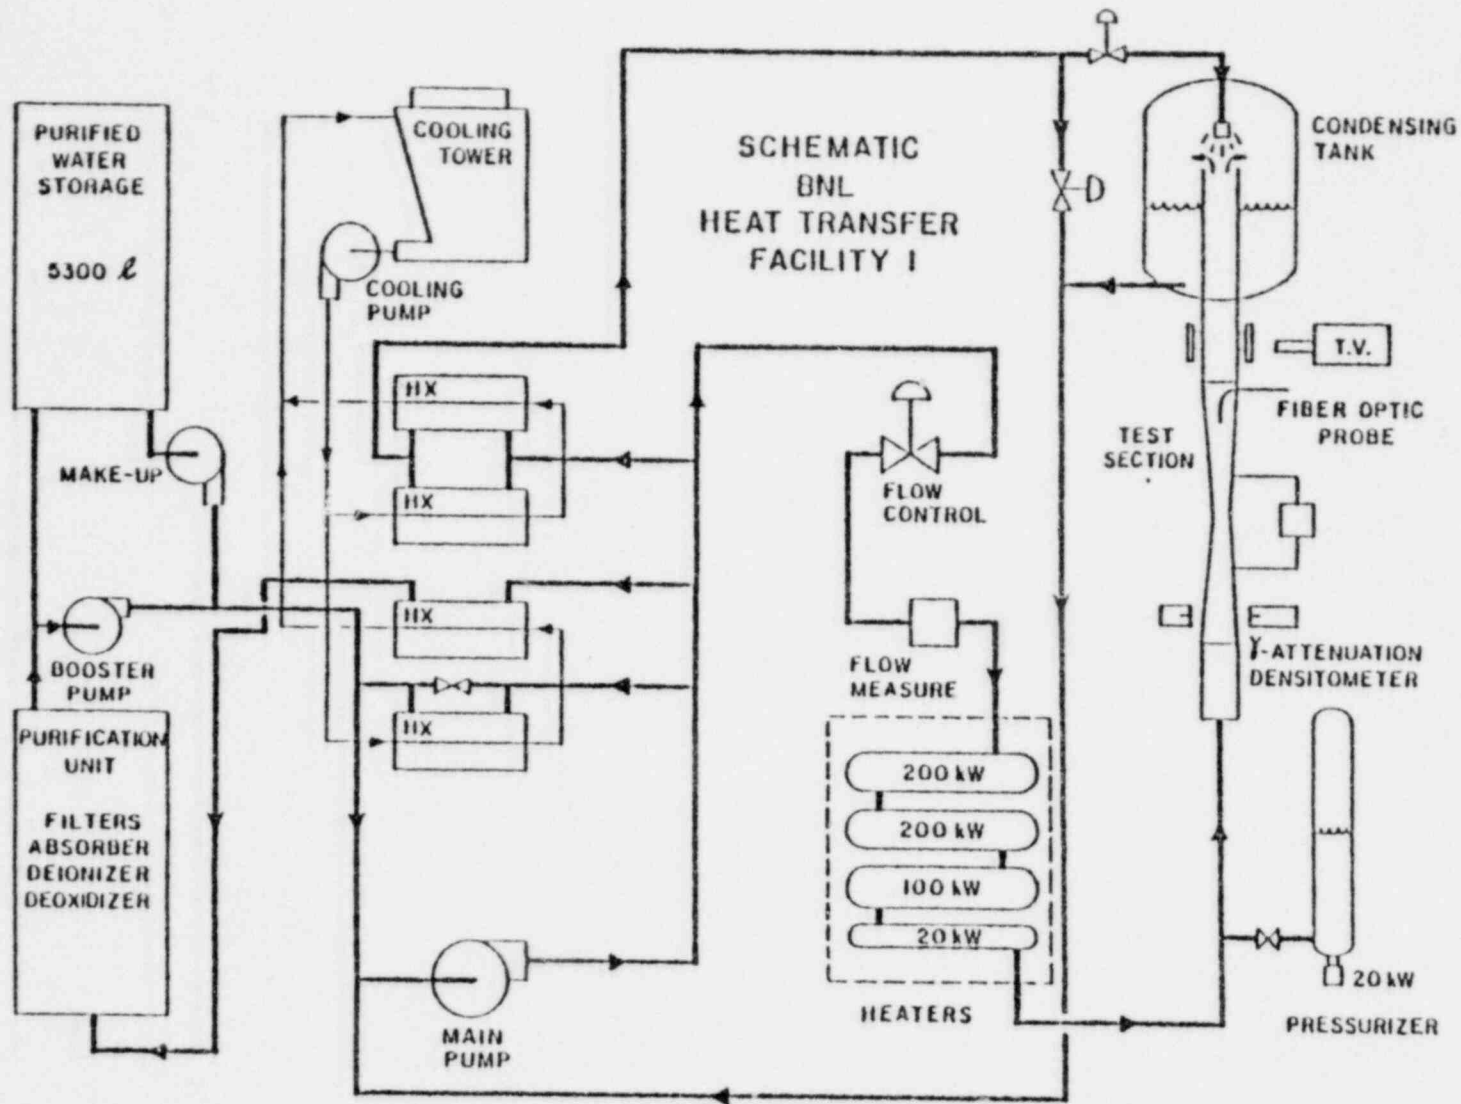 SCHEMATIC
BNL
HEAT TRANSFER
FACILITY I
PURIFIED
WATER
STORAGE
5300 ℓ
COOLING
TOWER
COOLING
PUMP
CONDENSING
TANK
T.V.
FIBER OPTIC
PROBE
TEST
SECTION
HX
HX
HX
HX
MAKE-UP
FLOW
CONTROL
BOOSTER
PUMP
FLOW
MEASURE
γ-ATTENUATION
DENSITOMETER
PURIFICATION
UNIT
FILTERS
ABSORBER
DEIONIZER
DEOXIDIZER
200 kW
200 kW
100 kW
20 kW
HEATERS
MAIN
PUMP
20 kW
PRESSURIZER